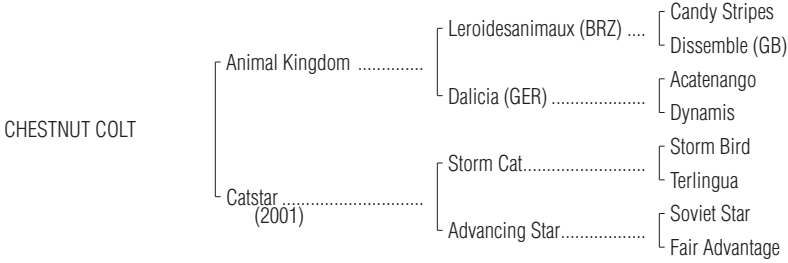 Candy Stripes
Leroidesanimaux (BRZ) ....
Dissemble (GB)
Animal Kingdom ..............
Acatenango
Dalicia (GER) ....................
Dynamis
CHESTNUT COLT
Storm Bird
Storm Cat..........................
Terlingua
Catstar ..............................
(2001)
Soviet Star
Advancing Star..................
Fair Advantage